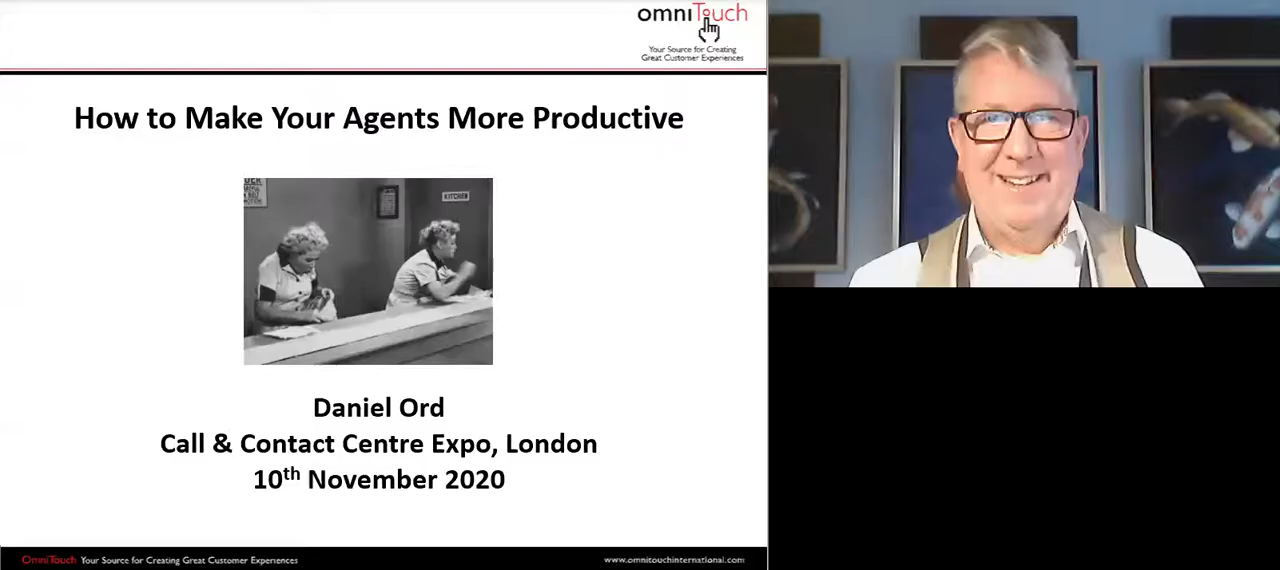 omniTouch
Your Source for Creating
Great Customer Experiences
How to Make Your Agents More Productive
KITCHEN
Daniel Ord
Call & Contact Centre Expo, London
10th November 2020
OmniTouch Your Source for Creating Great Customer Experiences
www.omnitouchinternational.com